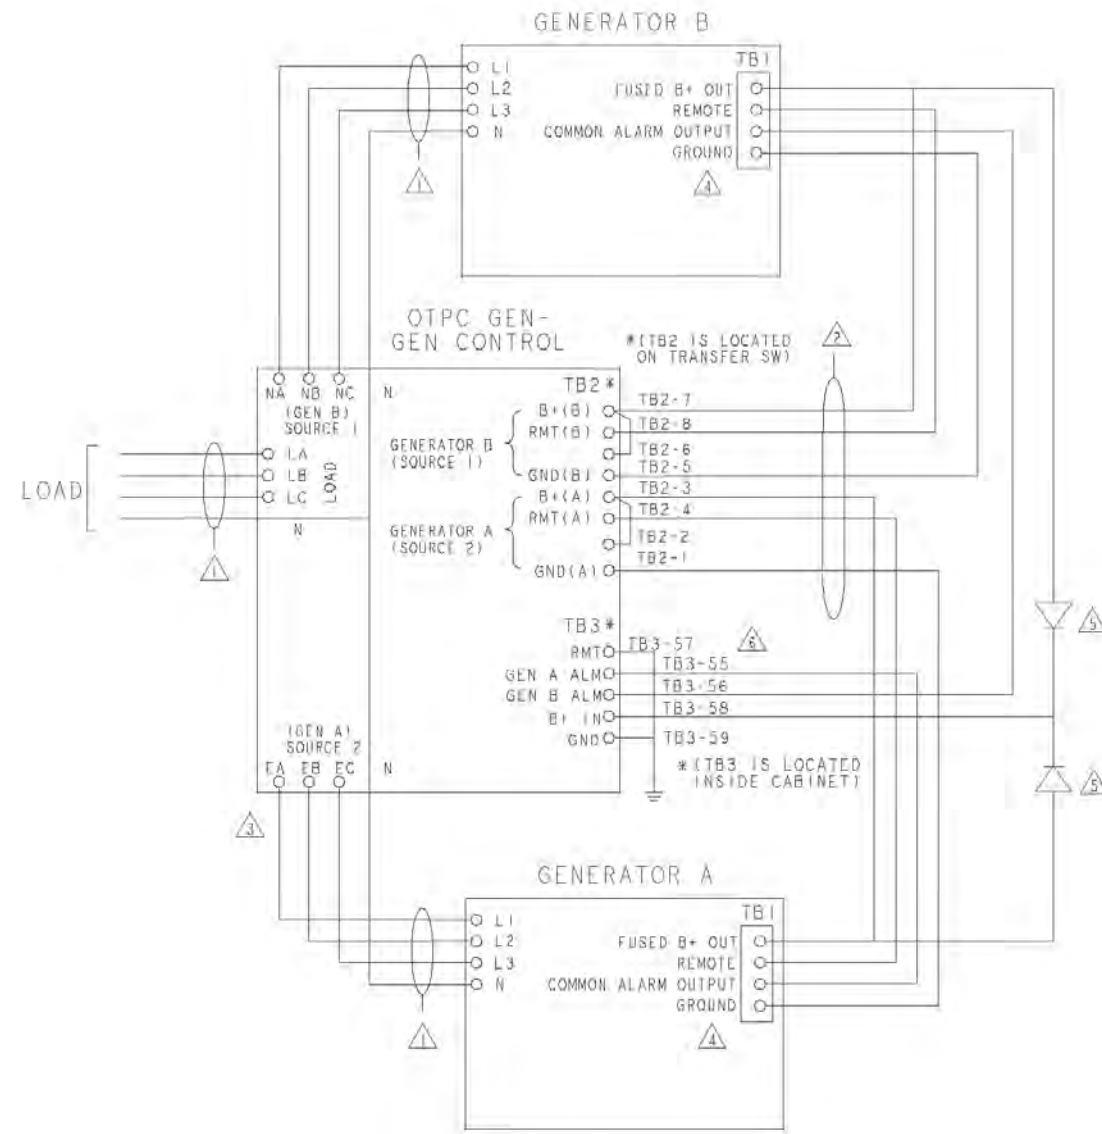 GENERATOR B
L1
L2
L3
N
TB1
FUSED B+ OUT
REMOTE
COMMON ALARM OUTPUT
GROUND
1
4
OTPC GEN-
GEN CONTROL
*(TB2 IS LOCATED
ON TRANSFER SW)
2
NA NB NC N
(GEN B)
SOURCE 1
TB2*
B+(B)
RMT(B)
GND(B)
GENERATOR B
(SOURCE 1)
TB2-7
TB2-8
TB2-6
TB2-5
LOAD
LA
LB
LC
N
LOAD
1
B+(A)
RMT(A)
GND(A)
GENERATOR A
(SOURCE 2)
TB2-3
TB2-4
TB2-2
TB2-1
5
TB3*
RMT
GEN A ALM
GEN B ALM
B+ IN
GND
TB3-57
6
TB3-55
TB3-56
TB3-58
TB3-59
*(TB3 IS LOCATED
INSIDE CABINET)
5
(GEN A)
SOURCE 2
EA EB EC N
3
GENERATOR A
L1
L2
L3
N
TB1
FUSED B+ OUT
REMOTE
COMMON ALARM OUTPUT
GROUND
1
4